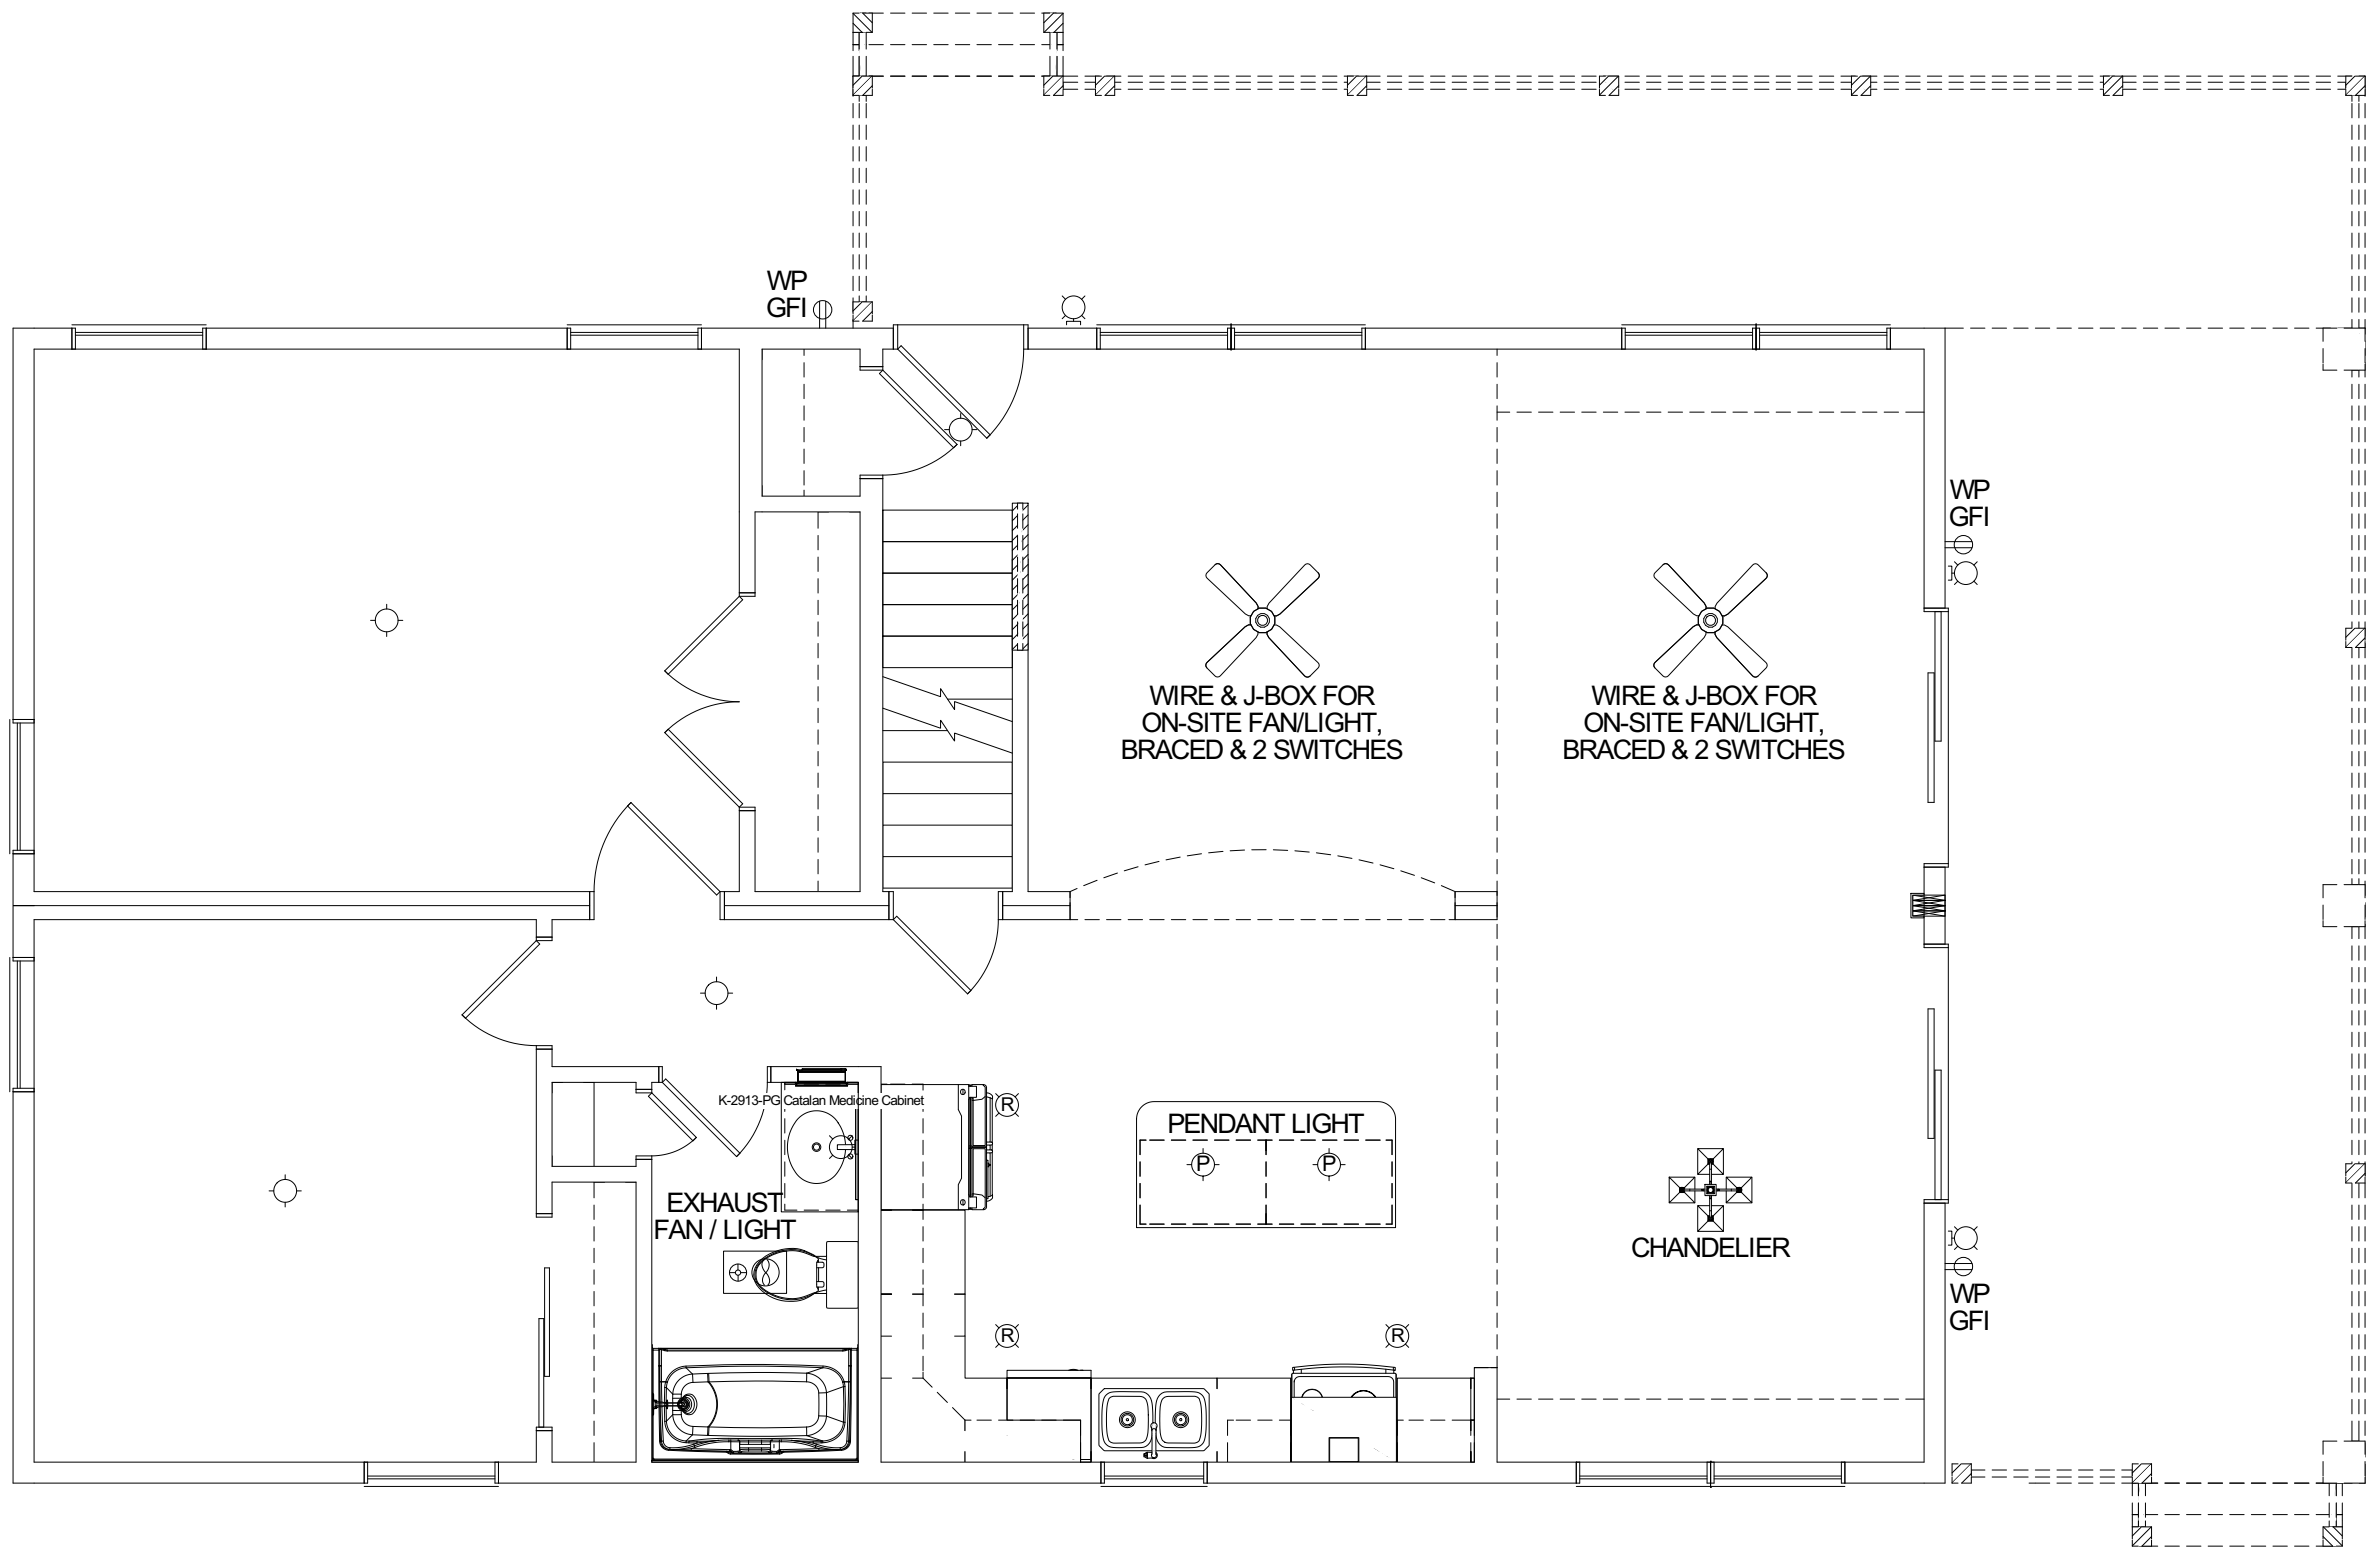 WP
GFI
WP
GFI
WIRE & J-BOX FOR
ON-SITE FAN/LIGHT,
BRACED & 2 SWITCHES
WIRE & J-BOX FOR
ON-SITE FAN/LIGHT,
BRACED & 2 SWITCHES
K-2913-PG Catalan Medicine Cabinet
R
PENDANT LIGHT
P
P
EXHAUST
FAN / LIGHT
CHANDELIER
WP
GFI
R
R